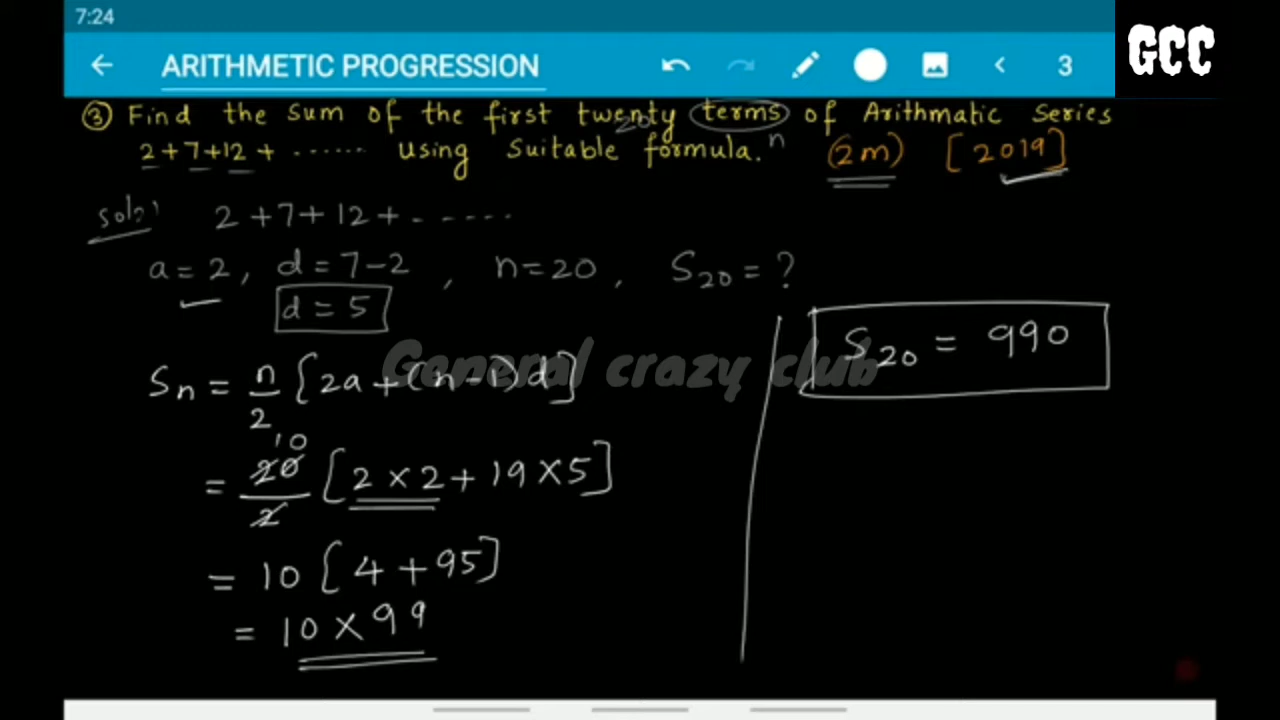 7:24
GCC
ARITHMETIC PROGRESSION
3
③ Find the sum of the first twenty terms of Arithmatic Series
20
2+7+12+ ...... using suitable formula. n (2m) [2019]
soln: 2+7+12+------
a=2, d=7-2, n=20, S20=?
d=5
Sn = n/2 [2a+(n-1)d]
= 20/2 [2×2+19×5]
10
= 10[4+95]
= 10×99
S20 = 990
General crazy club